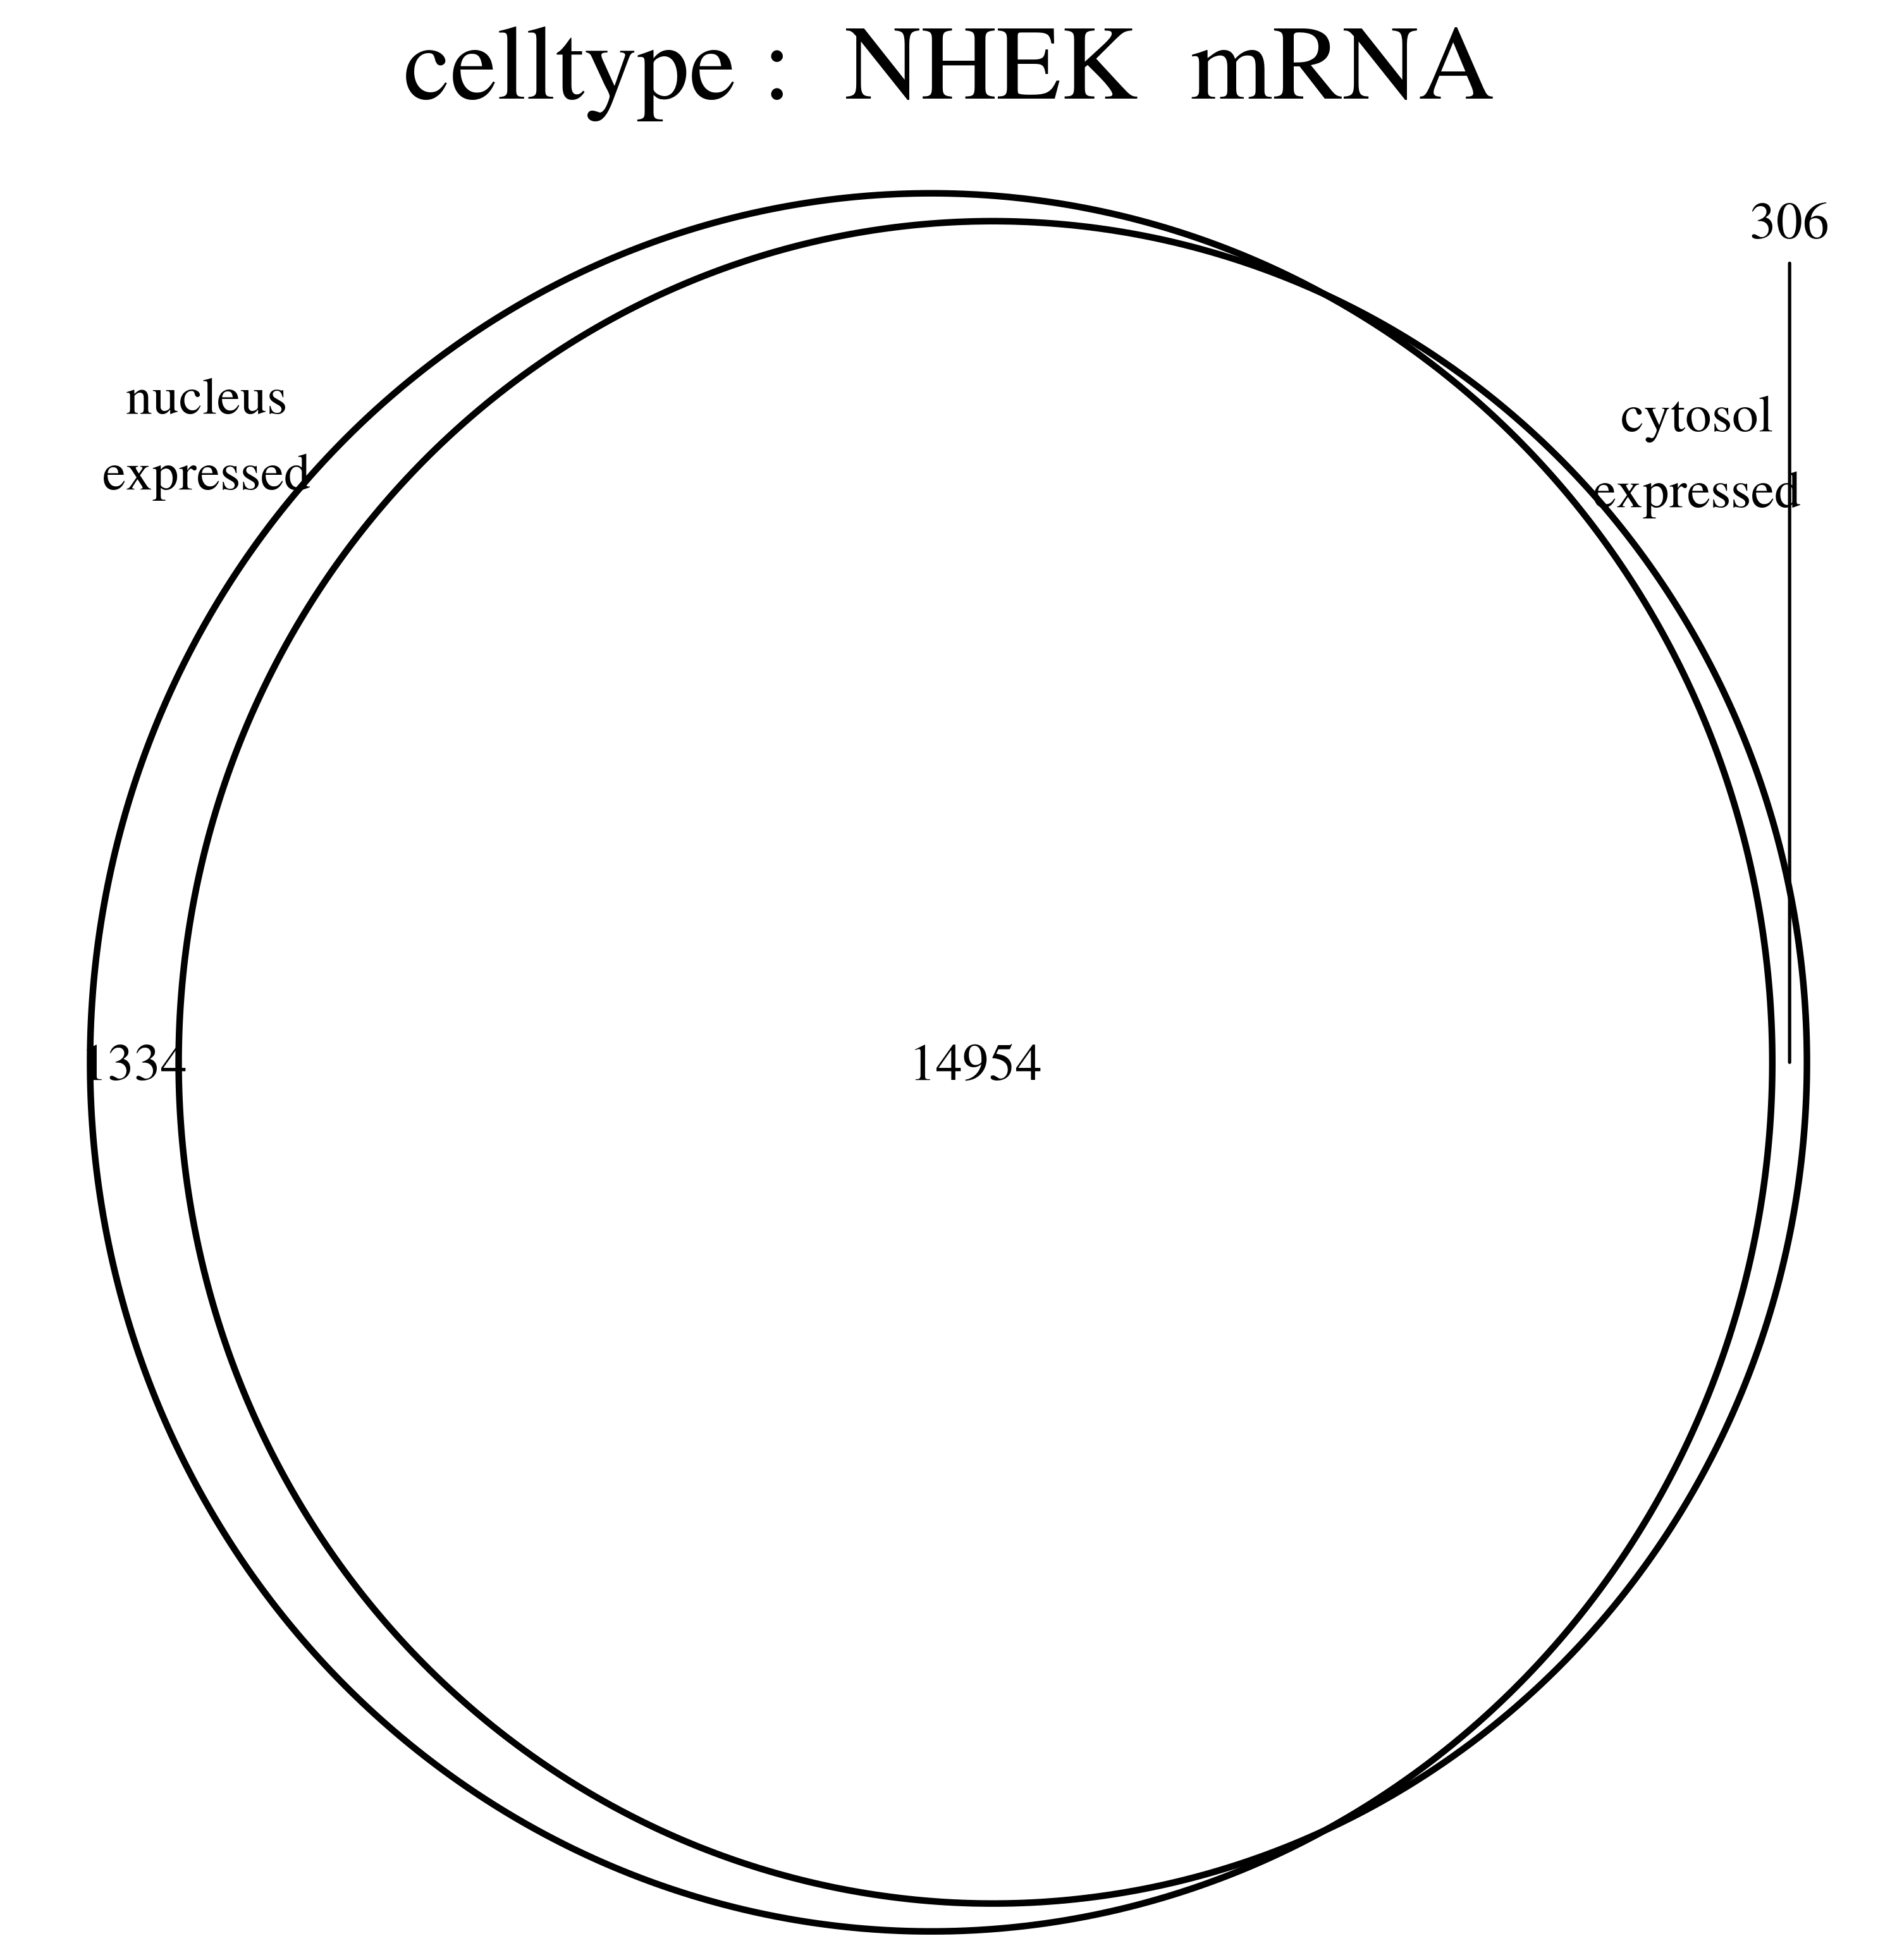 celltype : NHEK mRNA
306
nucleus
expressed
cytosol
expressed
1334
14954